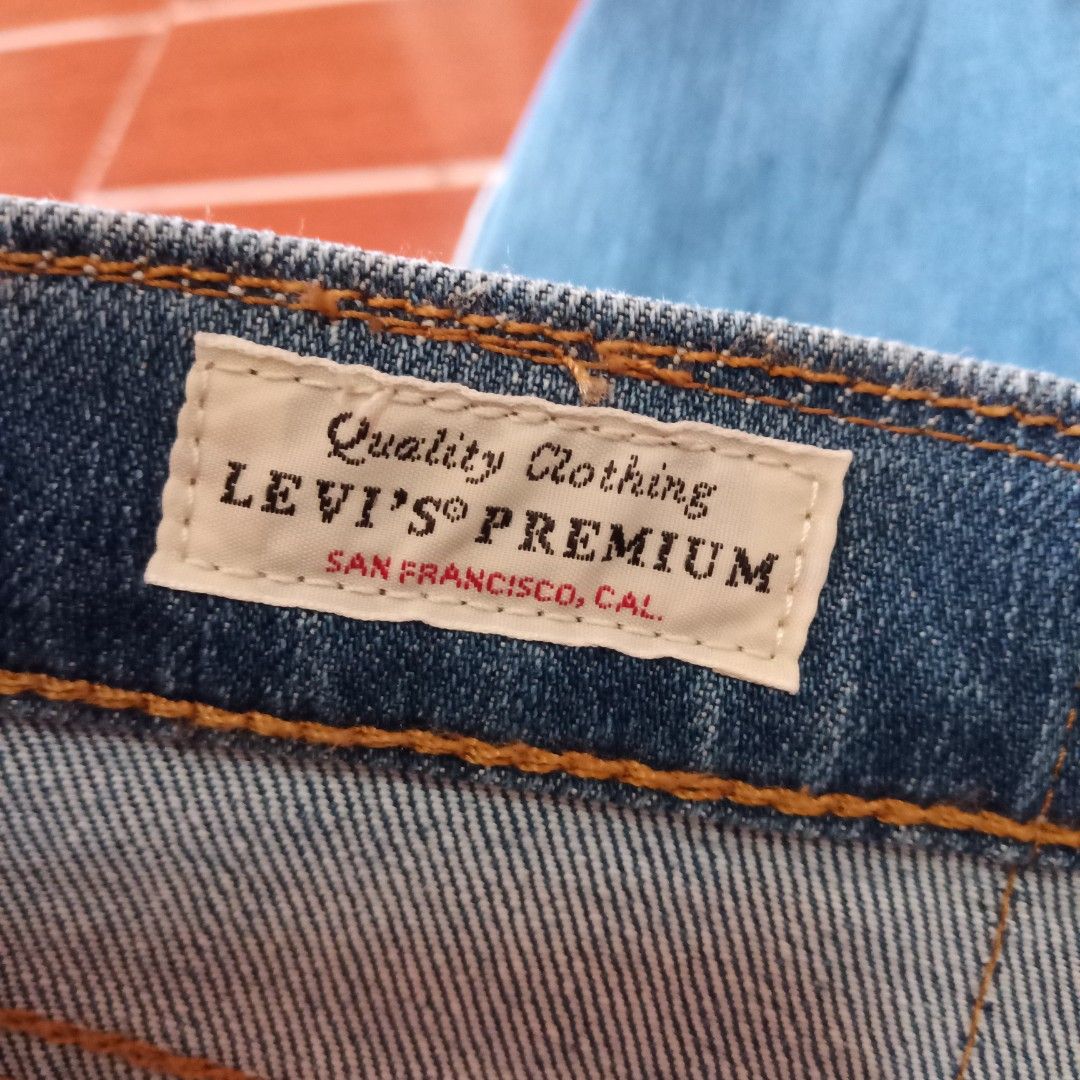 Quality Clothing
LEVI'S® PREMIUM
SAN FRANCISCO, CAL.